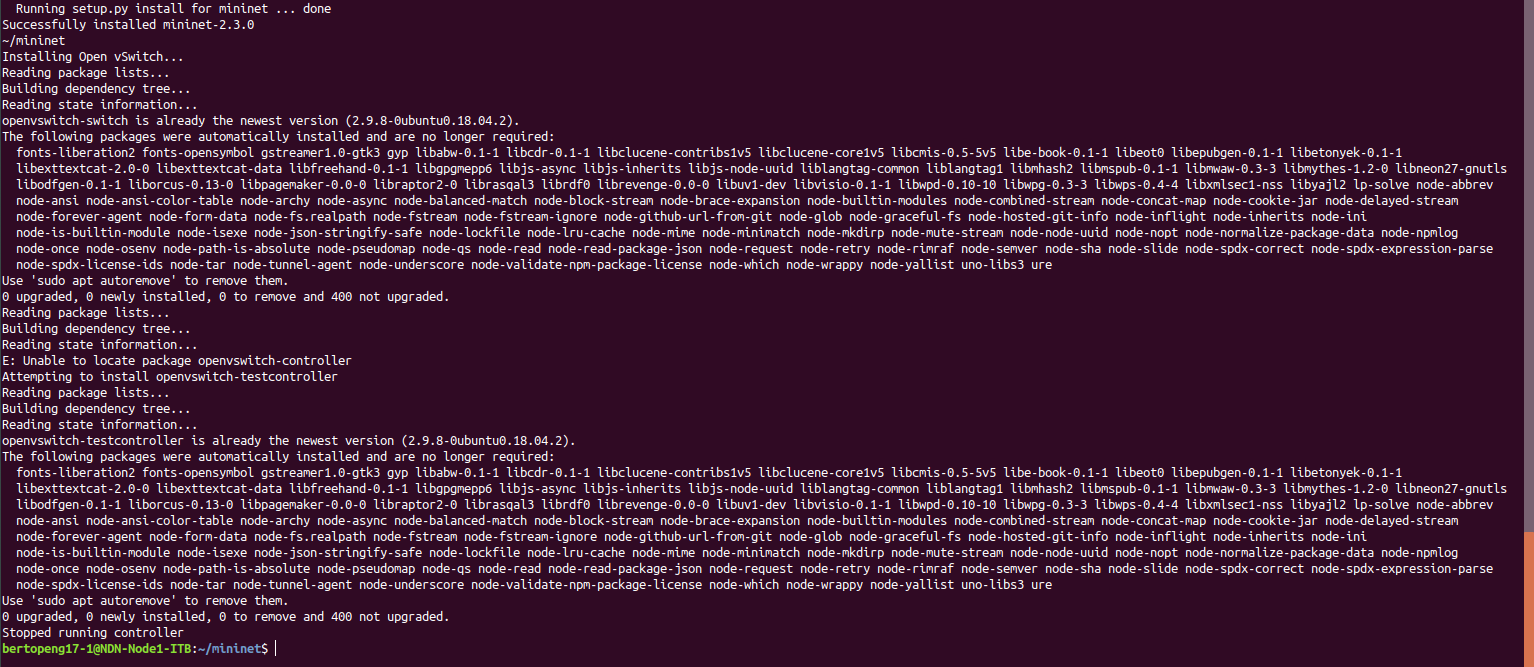 Running setup.py install for mininet ... done
Successfully installed mininet-2.3.0
~/mininet
Installing Open vSwitch...
Reading package lists...
Building dependency tree...
Reading state information...
openvswitch-switch is already the newest version (2.9.8-0ubuntu0.18.04.2).
The following packages were automatically installed and are no longer required:
  fonts-liberation2 fonts-opensymbol gstreamer1.0-gtk3 gyp libabw-0.1-1 libcdr-0.1-1 libclucene-contribs1v5 libclucene-core1v5 libcmis-0.5-5v5 libe-book-0.1-1 libeot0 libepubgen-0.1-1 libetonyek-0.1-1
  libexttextcat-2.0-0 libexttextcat-data libfreehand-0.1-1 libgpgmepp6 libjs-async libjs-inherits libjs-node-uuid liblangtag-common liblangtag1 libmhash2 libmspub-0.1-1 libmwaw-0.3-3 libmythes-1.2-0 libneon27-gnutls
  libodfgen-0.1-1 liborcus-0.13-0 libpagemaker-0.0-0 libraptor2-0 librasqal3 librdf0 librevenge-0.0-0 libuv1-dev libvisio-0.1-1 libwpd-0.10-10 libwpg-0.3-3 libwps-0.4-4 libxmlsec1-nss libyajl2 lp-solve node-abbrev
  node-ansi node-ansi-color-table node-archy node-async node-balanced-match node-block-stream node-brace-expansion node-builtin-modules node-combined-stream node-concat-map node-cookie-jar node-delayed-stream
  node-forever-agent node-form-data node-fs.realpath node-fstream node-fstream-ignore node-github-url-from-git node-glob node-graceful-fs node-hosted-git-info node-inflight node-inherits node-ini
  node-is-builtin-module node-isexe node-json-stringify-safe node-lockfile node-lru-cache node-mime node-minimatch node-mkdirp node-mute-stream node-node-uuid node-nopt node-normalize-package-data node-npmlog
  node-once node-osenv node-path-is-absolute node-pseudomap node-qs node-read node-read-package-json node-request node-retry node-rimraf node-semver node-sha node-slide node-spdx-correct node-spdx-expression-parse
  node-spdx-license-ids node-tar node-tunnel-agent node-underscore node-validate-npm-package-license node-which node-wrappy node-yallist uno-libs3 ure
Use 'sudo apt autoremove' to remove them.
0 upgraded, 0 newly installed, 0 to remove and 400 not upgraded.
Reading package lists...
Building dependency tree...
Reading state information...
E: Unable to locate package openvswitch-controller
Attempting to install openvswitch-testcontroller
Reading package lists...
Building dependency tree...
Reading state information...
openvswitch-testcontroller is already the newest version (2.9.8-0ubuntu0.18.04.2).
The following packages were automatically installed and are no longer required:
  fonts-liberation2 fonts-opensymbol gstreamer1.0-gtk3 gyp libabw-0.1-1 libcdr-0.1-1 libclucene-contribs1v5 libclucene-core1v5 libcmis-0.5-5v5 libe-book-0.1-1 libeot0 libepubgen-0.1-1 libetonyek-0.1-1
  libexttextcat-2.0-0 libexttextcat-data libfreehand-0.1-1 libgpgmepp6 libjs-async libjs-inherits libjs-node-uuid liblangtag-common liblangtag1 libmhash2 libmspub-0.1-1 libmwaw-0.3-3 libmythes-1.2-0 libneon27-gnutls
  libodfgen-0.1-1 liborcus-0.13-0 libpagemaker-0.0-0 libraptor2-0 librasqal3 librdf0 librevenge-0.0-0 libuv1-dev libvisio-0.1-1 libwpd-0.10-10 libwpg-0.3-3 libwps-0.4-4 libxmlsec1-nss libyajl2 lp-solve node-abbrev
  node-ansi node-ansi-color-table node-archy node-async node-balanced-match node-block-stream node-brace-expansion node-builtin-modules node-combined-stream node-concat-map node-cookie-jar node-delayed-stream
  node-forever-agent node-form-data node-fs.realpath node-fstream node-fstream-ignore node-github-url-from-git node-glob node-graceful-fs node-hosted-git-info node-inflight node-inherits node-ini
  node-is-builtin-module node-isexe node-json-stringify-safe node-lockfile node-lru-cache node-mime node-minimatch node-mkdirp node-mute-stream node-node-uuid node-nopt node-normalize-package-data node-npmlog
  node-once node-osenv node-path-is-absolute node-pseudomap node-qs node-read node-read-package-json node-request node-retry node-rimraf node-semver node-sha node-slide node-spdx-correct node-spdx-expression-parse
  node-spdx-license-ids node-tar node-tunnel-agent node-underscore node-validate-npm-package-license node-which node-wrappy node-yallist uno-libs3 ure
Use 'sudo apt autoremove' to remove them.
0 upgraded, 0 newly installed, 0 to remove and 400 not upgraded.
Stopped running controller
bertopeng17-1@NDN-Node1-ITB:~/mininet$